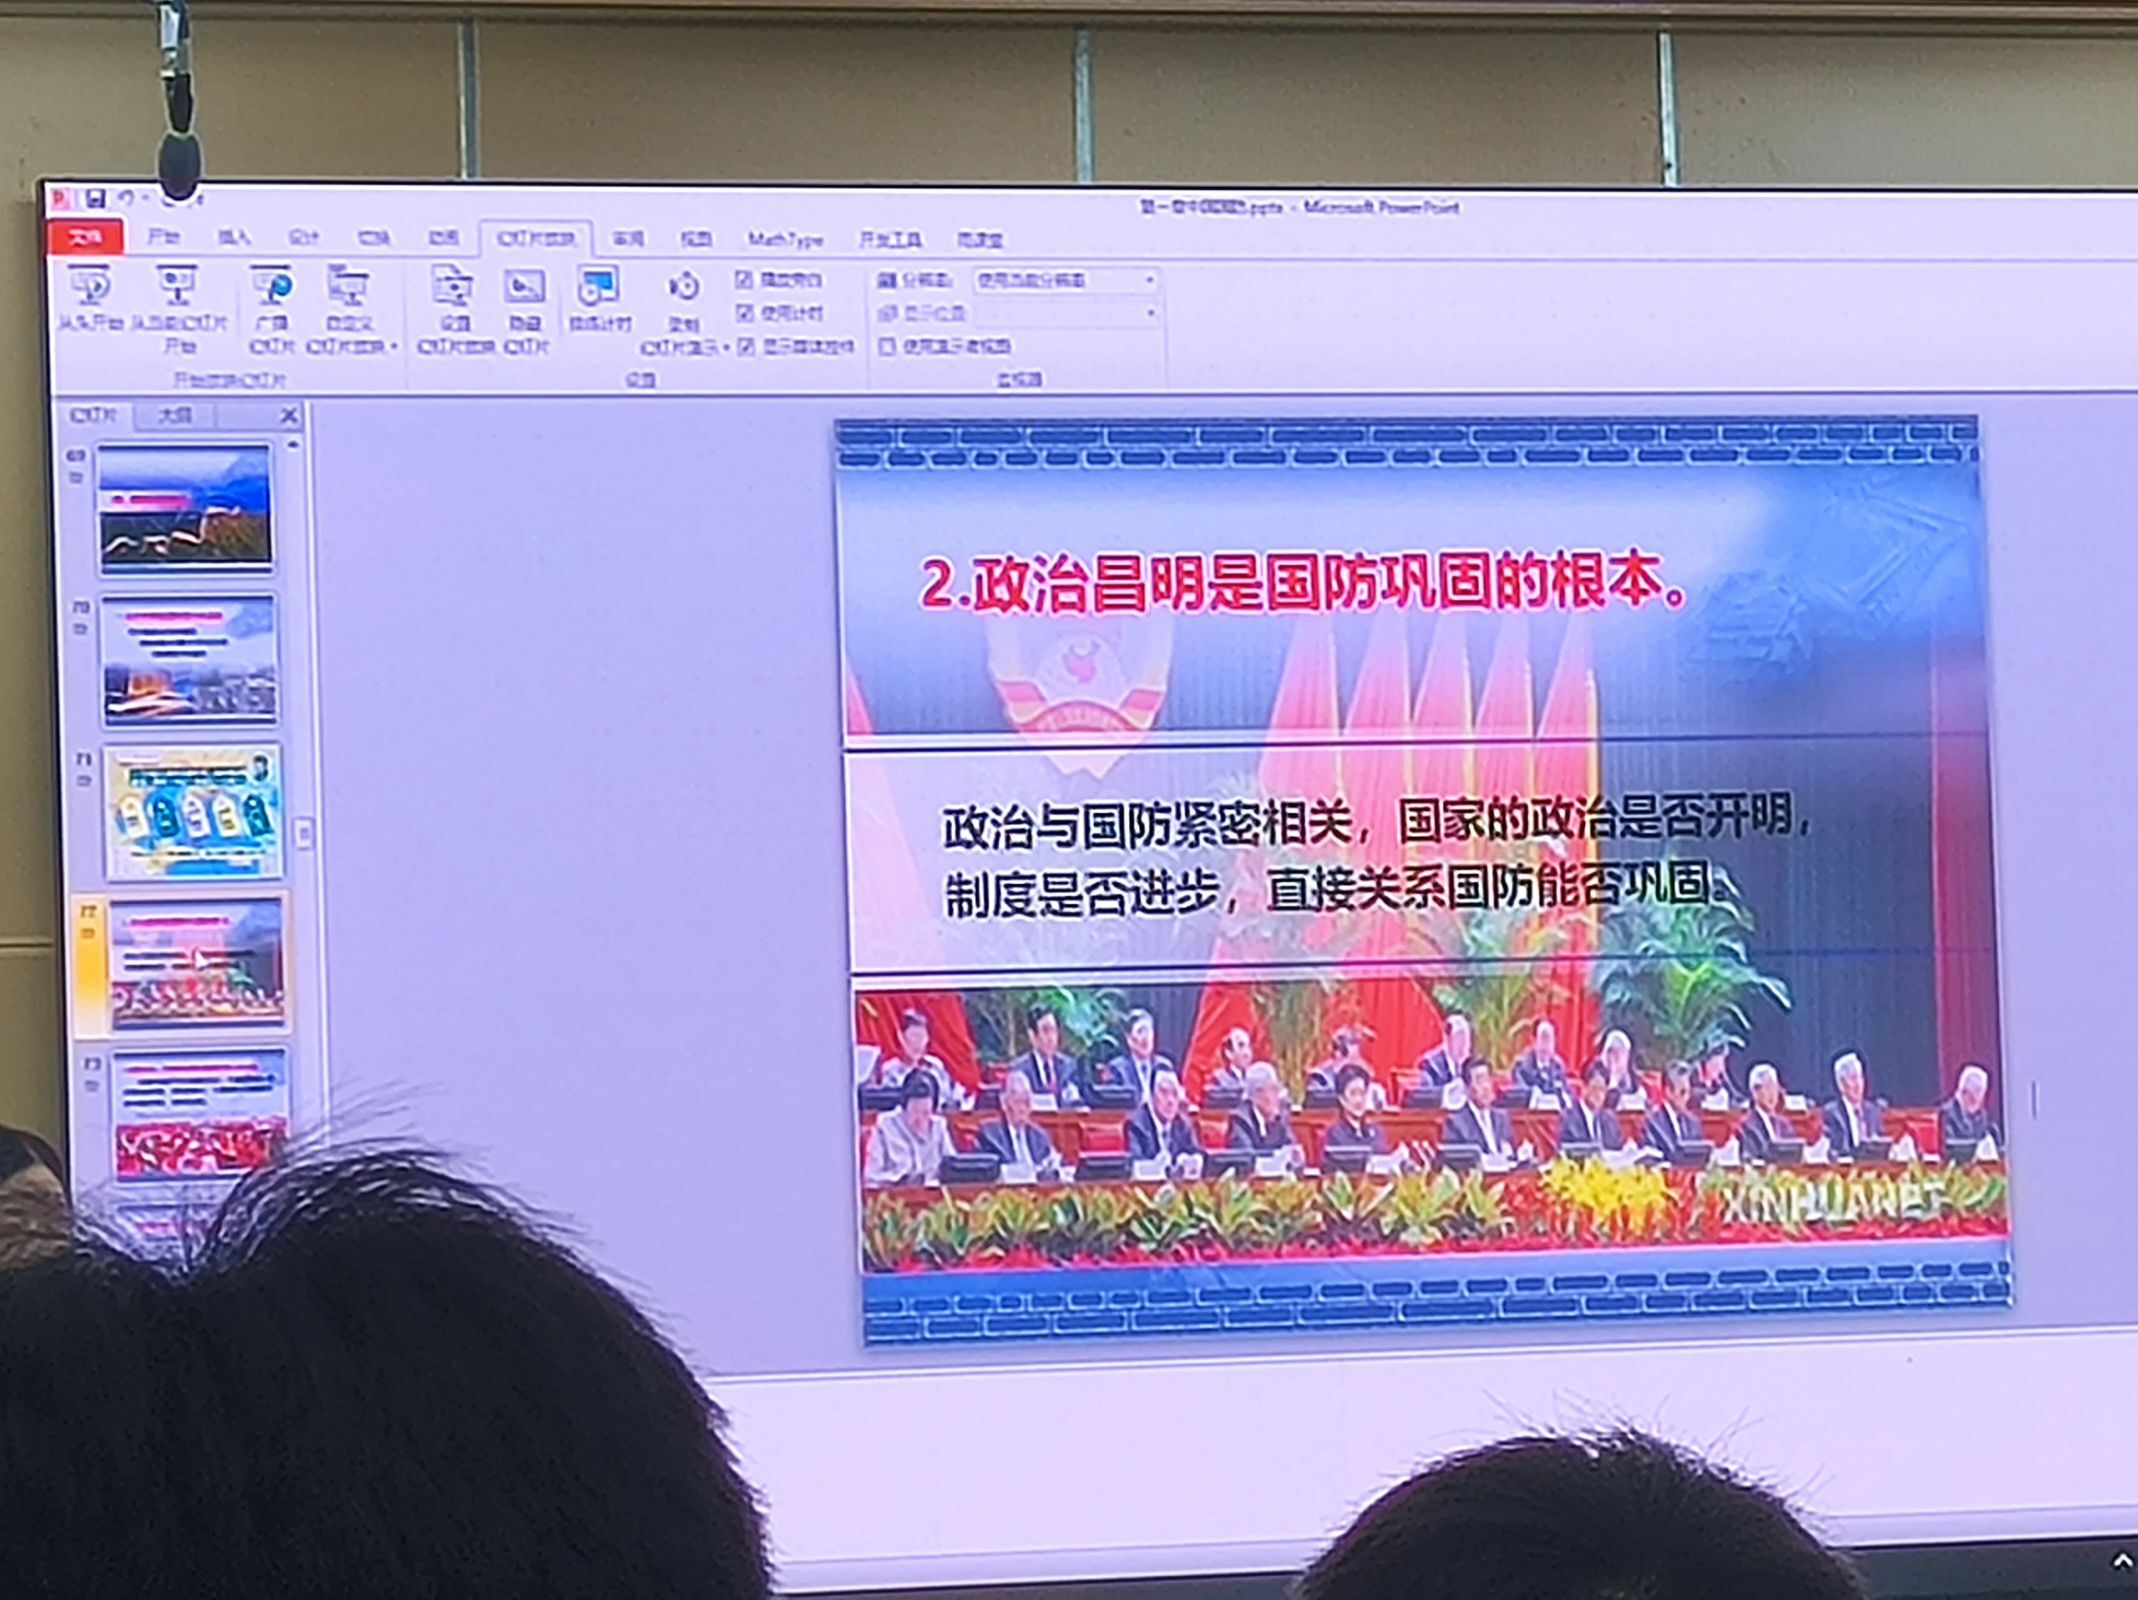 Microsoft PowerPoint
文件
开始
插入
设计
切换
动画
幻灯片放映
审阅
视图
MathType
开发工具
雨课堂
从头开始
从当前幻灯片
开始
广播
幻灯片
自定义
幻灯片放映
设置
幻灯片放映
隐藏
幻灯片
排练计时
录制
幻灯片演示
播放旁白
使用计时
显示媒体控件
分辨率:
使用当前分辨率
显示位置:
使用演示者视图
开始放映幻灯片
设置
监视器
幻灯片
大纲
69
70
71
72
73
2.政治昌明是国防巩固的根本。
政治与国防紧密相关，国家的政治是否开明，
制度是否进步，直接关系国防能否巩固。
XINHUANET